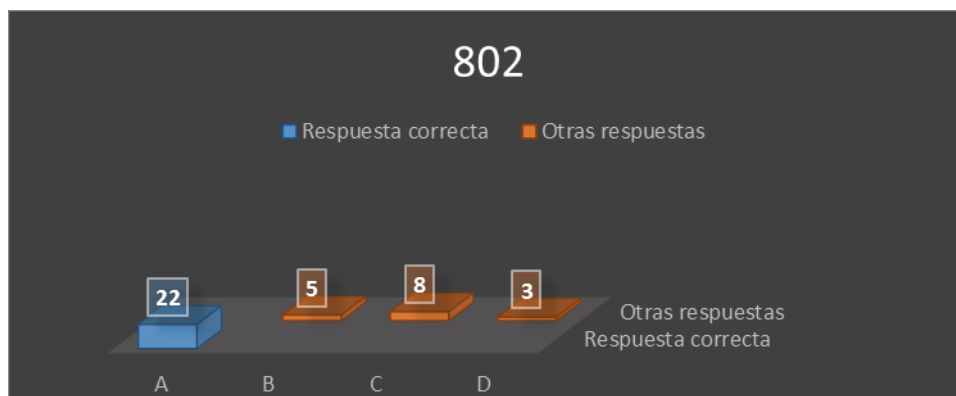 802
Respuesta correcta Otras respuestas
22 5 8 3
Otras respuestas
Respuesta correcta
A B C D